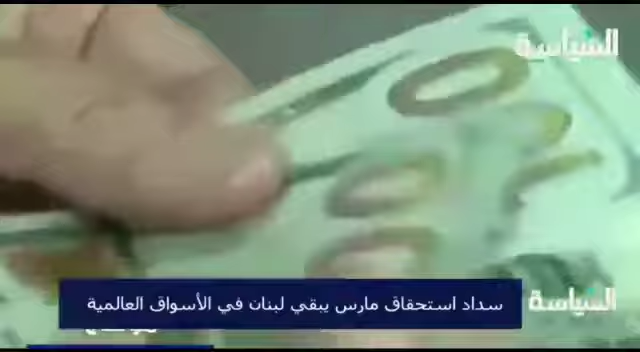 السياسة
سداد استحقاق مارس يبقي لبنان في الأسواق العالمية
السياسة